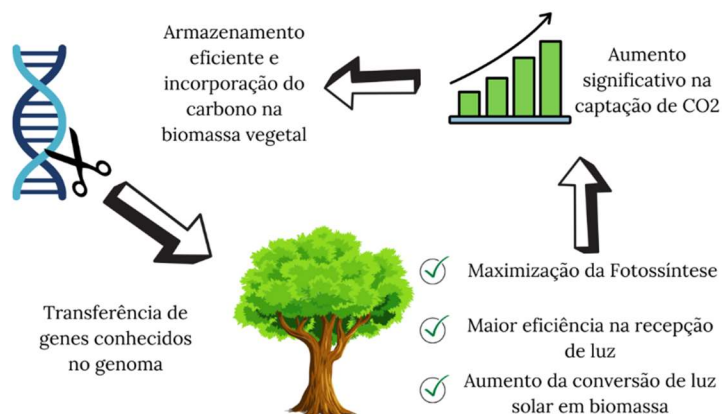 Armazenamento
eficiente e
incorporação do
carbono na
biomassa vegetal
Aumento
significativo na
captação de CO2
Transferência de
genes conhecidos
no genoma
Maximização da Fotossíntese
Maior eficiência na recepção
de luz
Aumento da conversão de luz
solar em biomassa